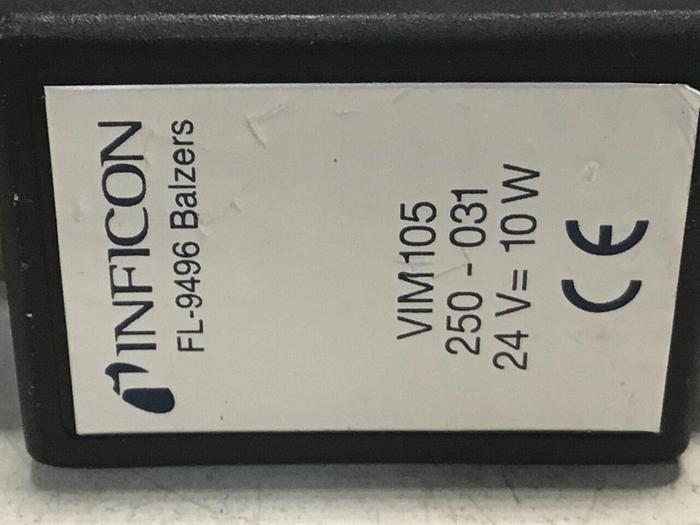 INFICON
FL-9496 Balzers
VIM105
250 - 031
24 V= 10 W
CE